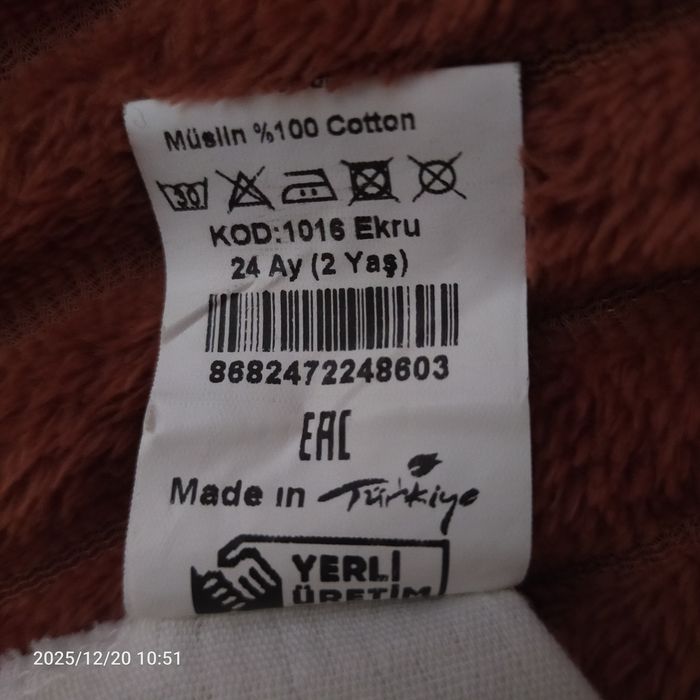 Müslin %100 Cotton
30
KOD:1016 Ekru
24 Ay (2 Yaş)
8682472248603
EAC
Made in Türkiye
YERLİ
ÜRETİM
2025/12/20 10:51